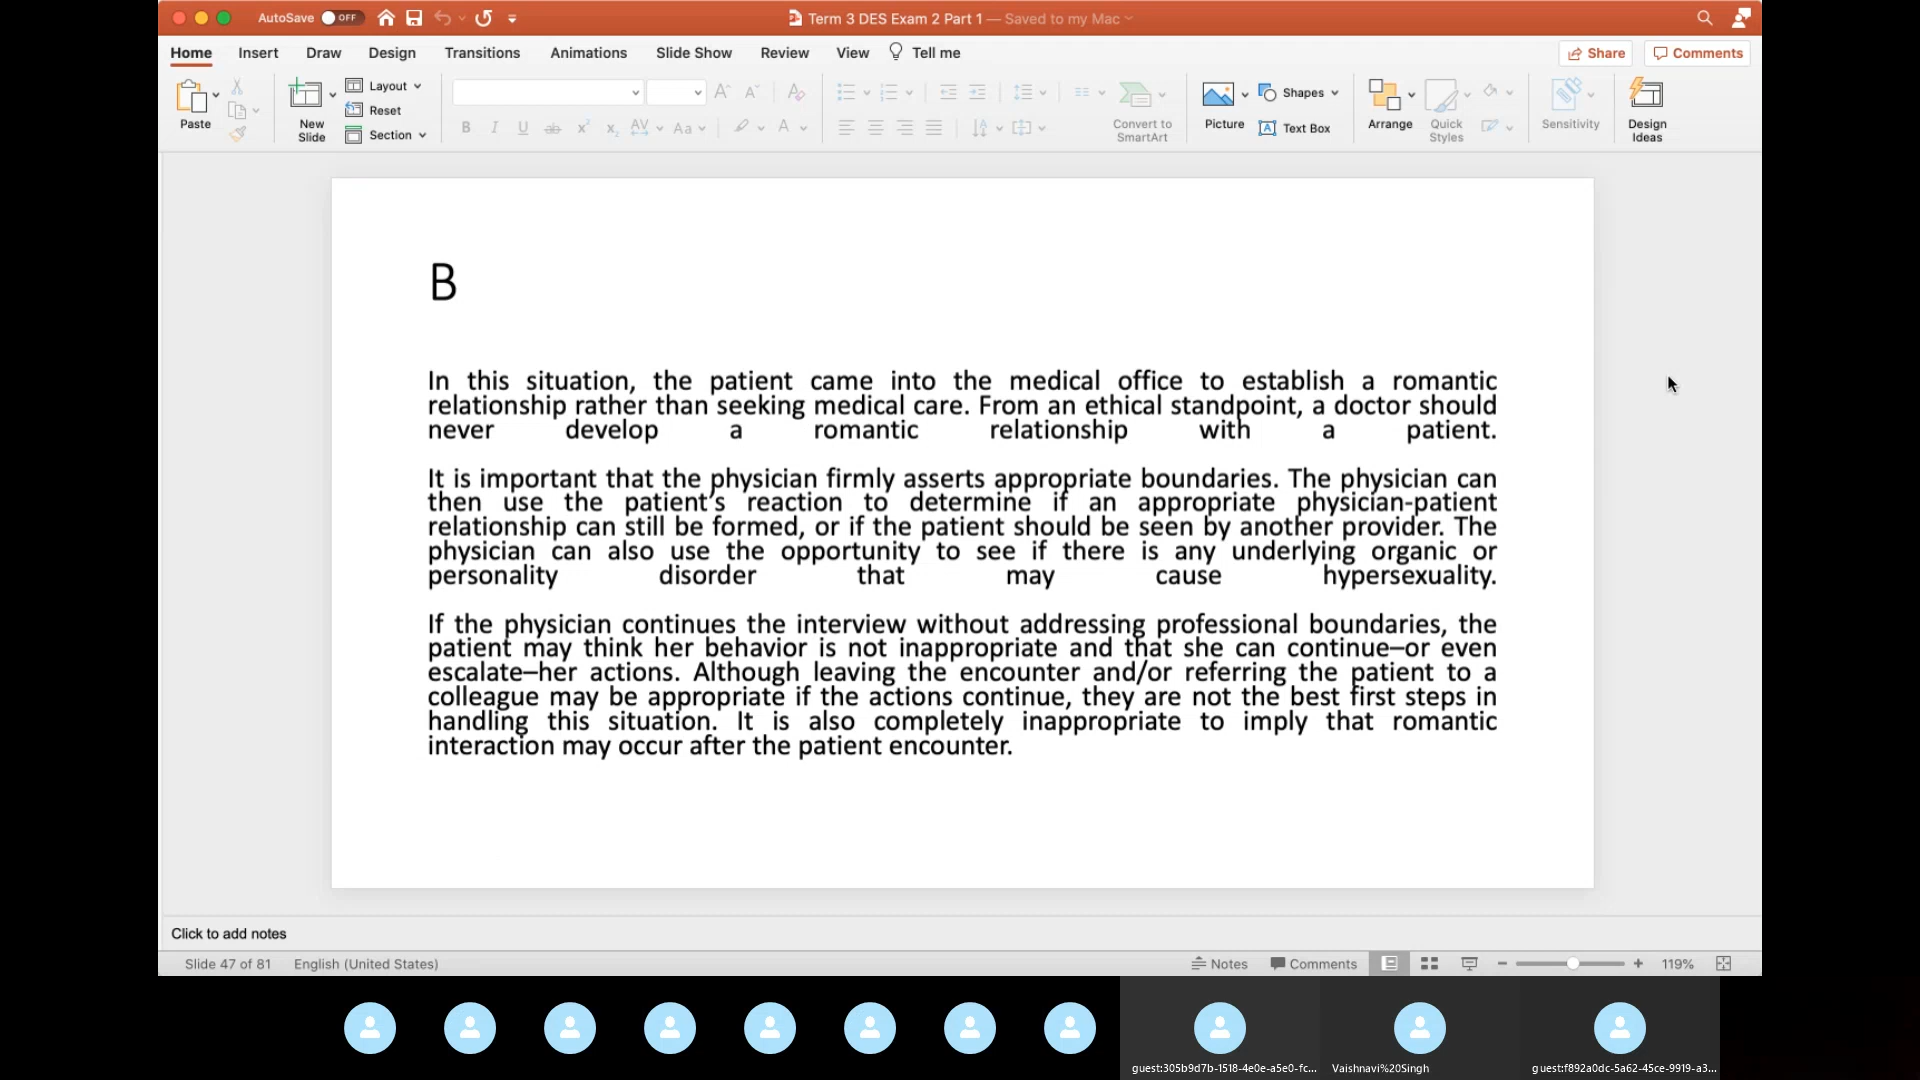 AutoSave OFF Term 3 DES Exam 2 Part 1 — Saved to my Mac
Home Insert Draw Design Transitions Animations Slide Show Review View Tell me Share Comments
Paste New Slide Layout Reset Section Convert to SmartArt Picture Shapes Text Box Arrange Quick Styles Sensitivity Design Ideas
B
In this situation, the patient came into the medical office to establish a romantic
relationship rather than seeking medical care. From an ethical standpoint, a doctor should
never develop a romantic relationship with a patient.
It is important that the physician firmly asserts appropriate boundaries. The physician can
then use the patient's reaction to determine if an appropriate physician-patient
relationship can still be formed, or if the patient should be seen by another provider. The
physician can also use the opportunity to see if there is any underlying organic or
personality disorder that may cause hypersexuality.
If the physician continues the interview without addressing professional boundaries, the
patient may think her behavior is not inappropriate and that she can continue–or even
escalate–her actions. Although leaving the encounter and/or referring the patient to a
colleague may be appropriate if the actions continue, they are not the best first steps in
handling this situation. It is also completely inappropriate to imply that romantic
interaction may occur after the patient encounter.
Click to add notes
Slide 47 of 81 English (United States) Notes Comments 119%
guest:305b9d7b-1518-4e0e-a5e0-fc... Vaishnavi%20Singh guest:f892a0dc-5a62-45ce-9919-a3...